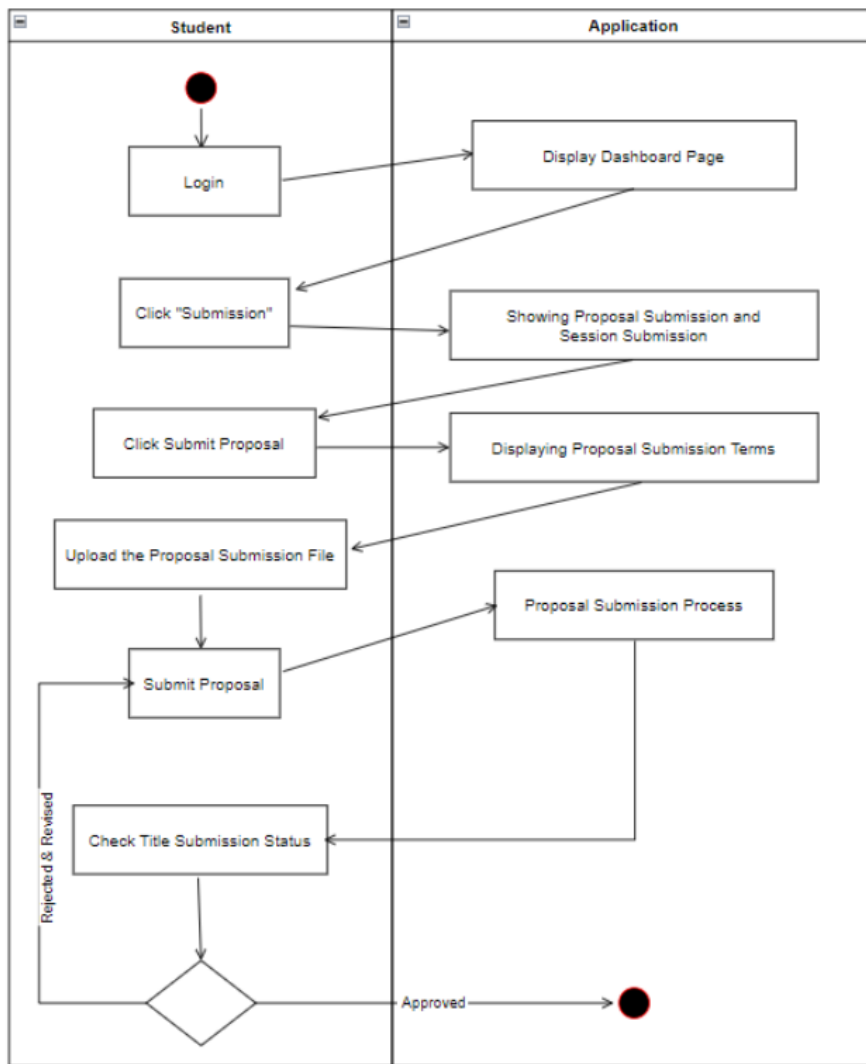 Student
Application
Login
Display Dashboard Page
Click "Submission"
Showing Proposal Submission and
Session Submission
Click Submit Proposal
Displaying Proposal Submission Terms
Upload the Proposal Submission File
Proposal Submission Process
Submit Proposal
Check Title Submission Status
Rejected & Revised
Approved